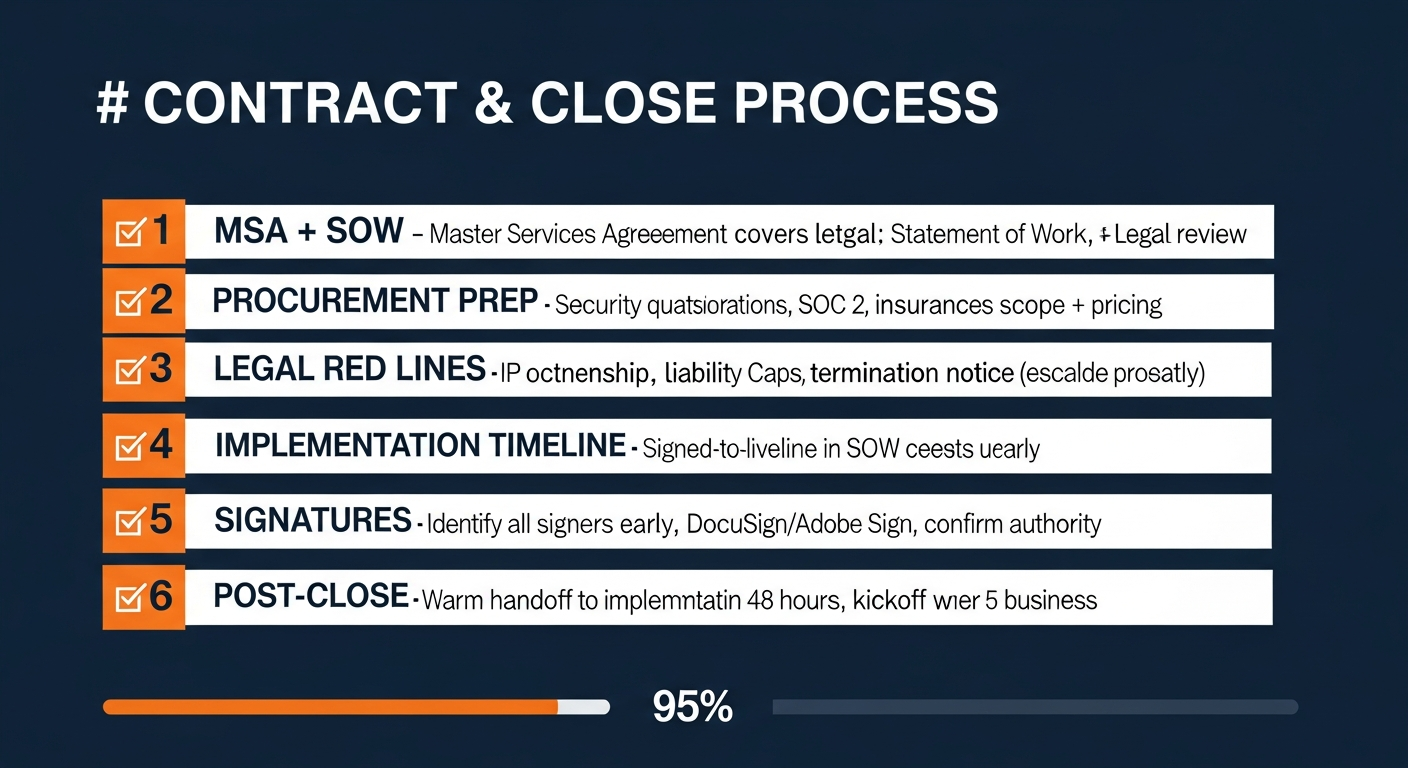 # CONTRACT & CLOSE PROCESS
1 MSA + SOW – Master Services Agreeement covers letgal; Statement of Work, + Legal review
2 PROCUREMENT PREP - Security quatsiorations, SOC 2, insurances scope + pricing
3 LEGAL RED LINES - IP octnenship, liability Caps, termination notice (escalde prosatly)
4 IMPLEMENTATION TIMELINE - Signed-to-liveline in SOW ceests uearly
5 SIGNATURES - Identify all signers early, DocuSign/Adobe Sign, confirm authority
6 POST-CLOSE - Warm handoff to implemntatin 48 hours, kickoff wıer 5 business
95%